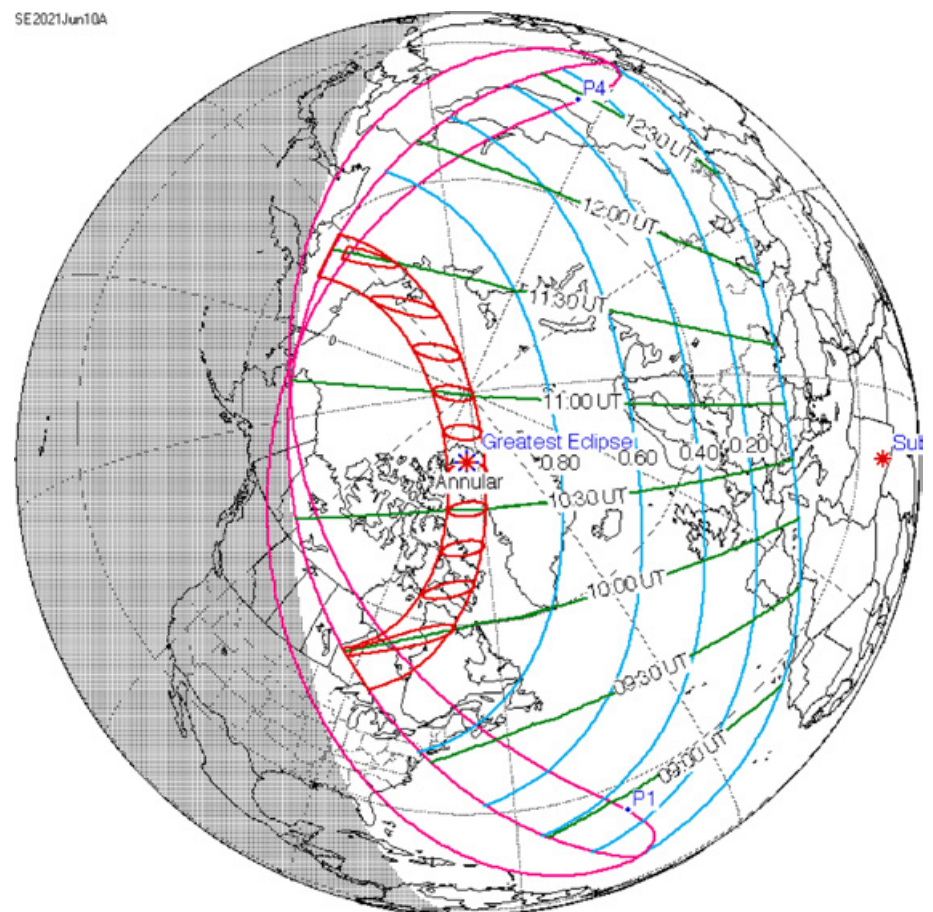 SE2021Jun10A
P4
12:30 UT
12:00 UT
11:30 UT
11:00 UT
Greatest Eclipse
Sub
0.80
0.60
0.40
0.20
Annular
10:30 UT
10:00 UT
09:30 UT
09:00 UT
P1